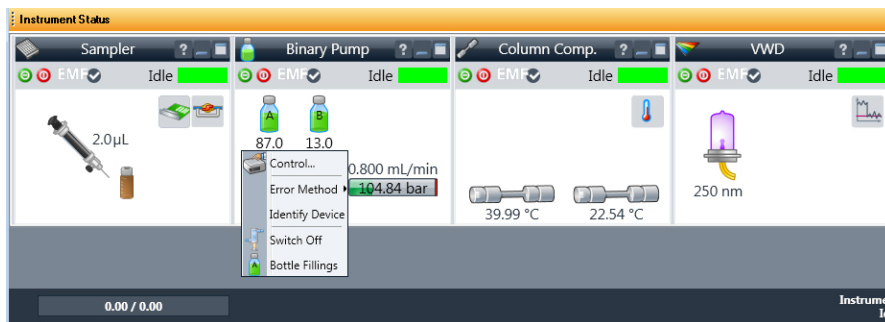 Instrument Status
Sampler ?
EMF Idle
2.0 µL
Binary Pump ?
EMF Idle
A B
87.0 13.0
0.800 mL/min
104.84 bar
Control...
Error Method
Identify Device
Switch Off
A Bottle Fillings
Column Comp. ?
EMF Idle
39.99 °C 22.54 °C
VWD ?
EMF Idle
250 nm
0.00 / 0.00
Instrume